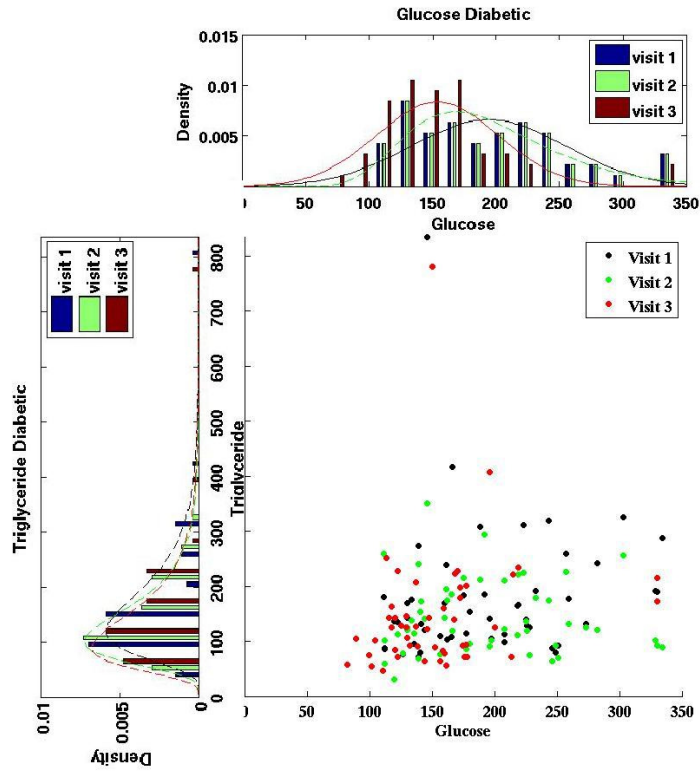 Glucose Diabetic
0.015
0.01
0.005
Density
visit 1
visit 2
visit 3
0 50 100 150 200 250 300 350
Glucose
Triglyceride Diabetic
visit 1
visit 2
visit 3
0.01 0.005 0
Density
0 100 200 300 400 500 600 800
Triglyceride
Visit 1
Visit 2
Visit 3
0 50 100 150 200 250 300 350
Glucose